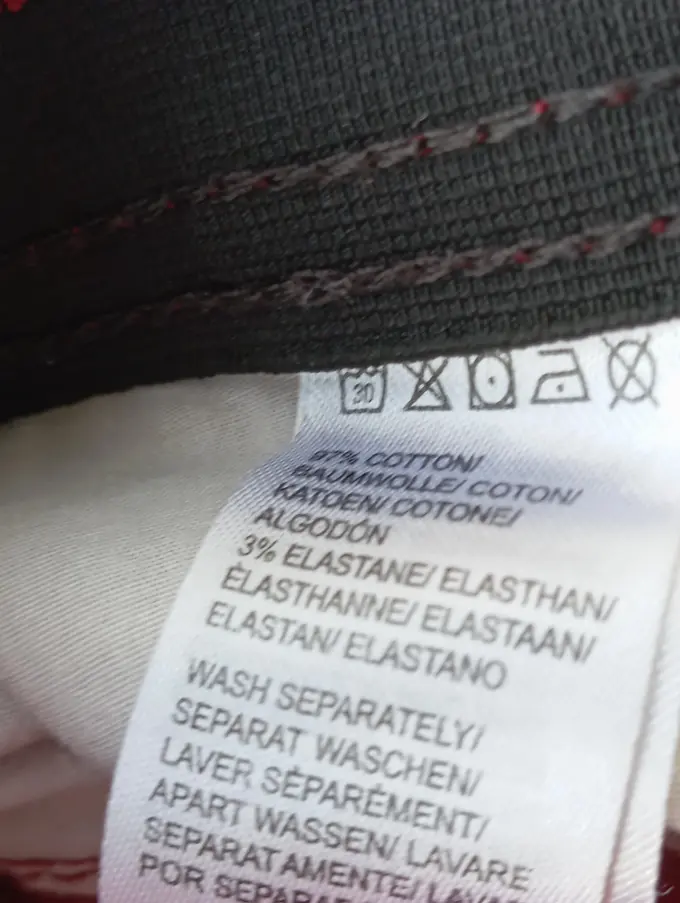 30
97% COTTON/
BAUMWOLLE/ COTON/
KATOEN/ COTONE/
ALGODÓN
3% ELASTANE/ ELASTHAN/
ÉLASTHANNE/ ELASTAAN/
ELASTAN/ ELASTANO
WASH SEPARATELY/
SEPARAT WASCHEN/
LAVER SÉPARÉMENT/
APART WASSEN/ LAVARE
SEPARATAMENTE/
POR